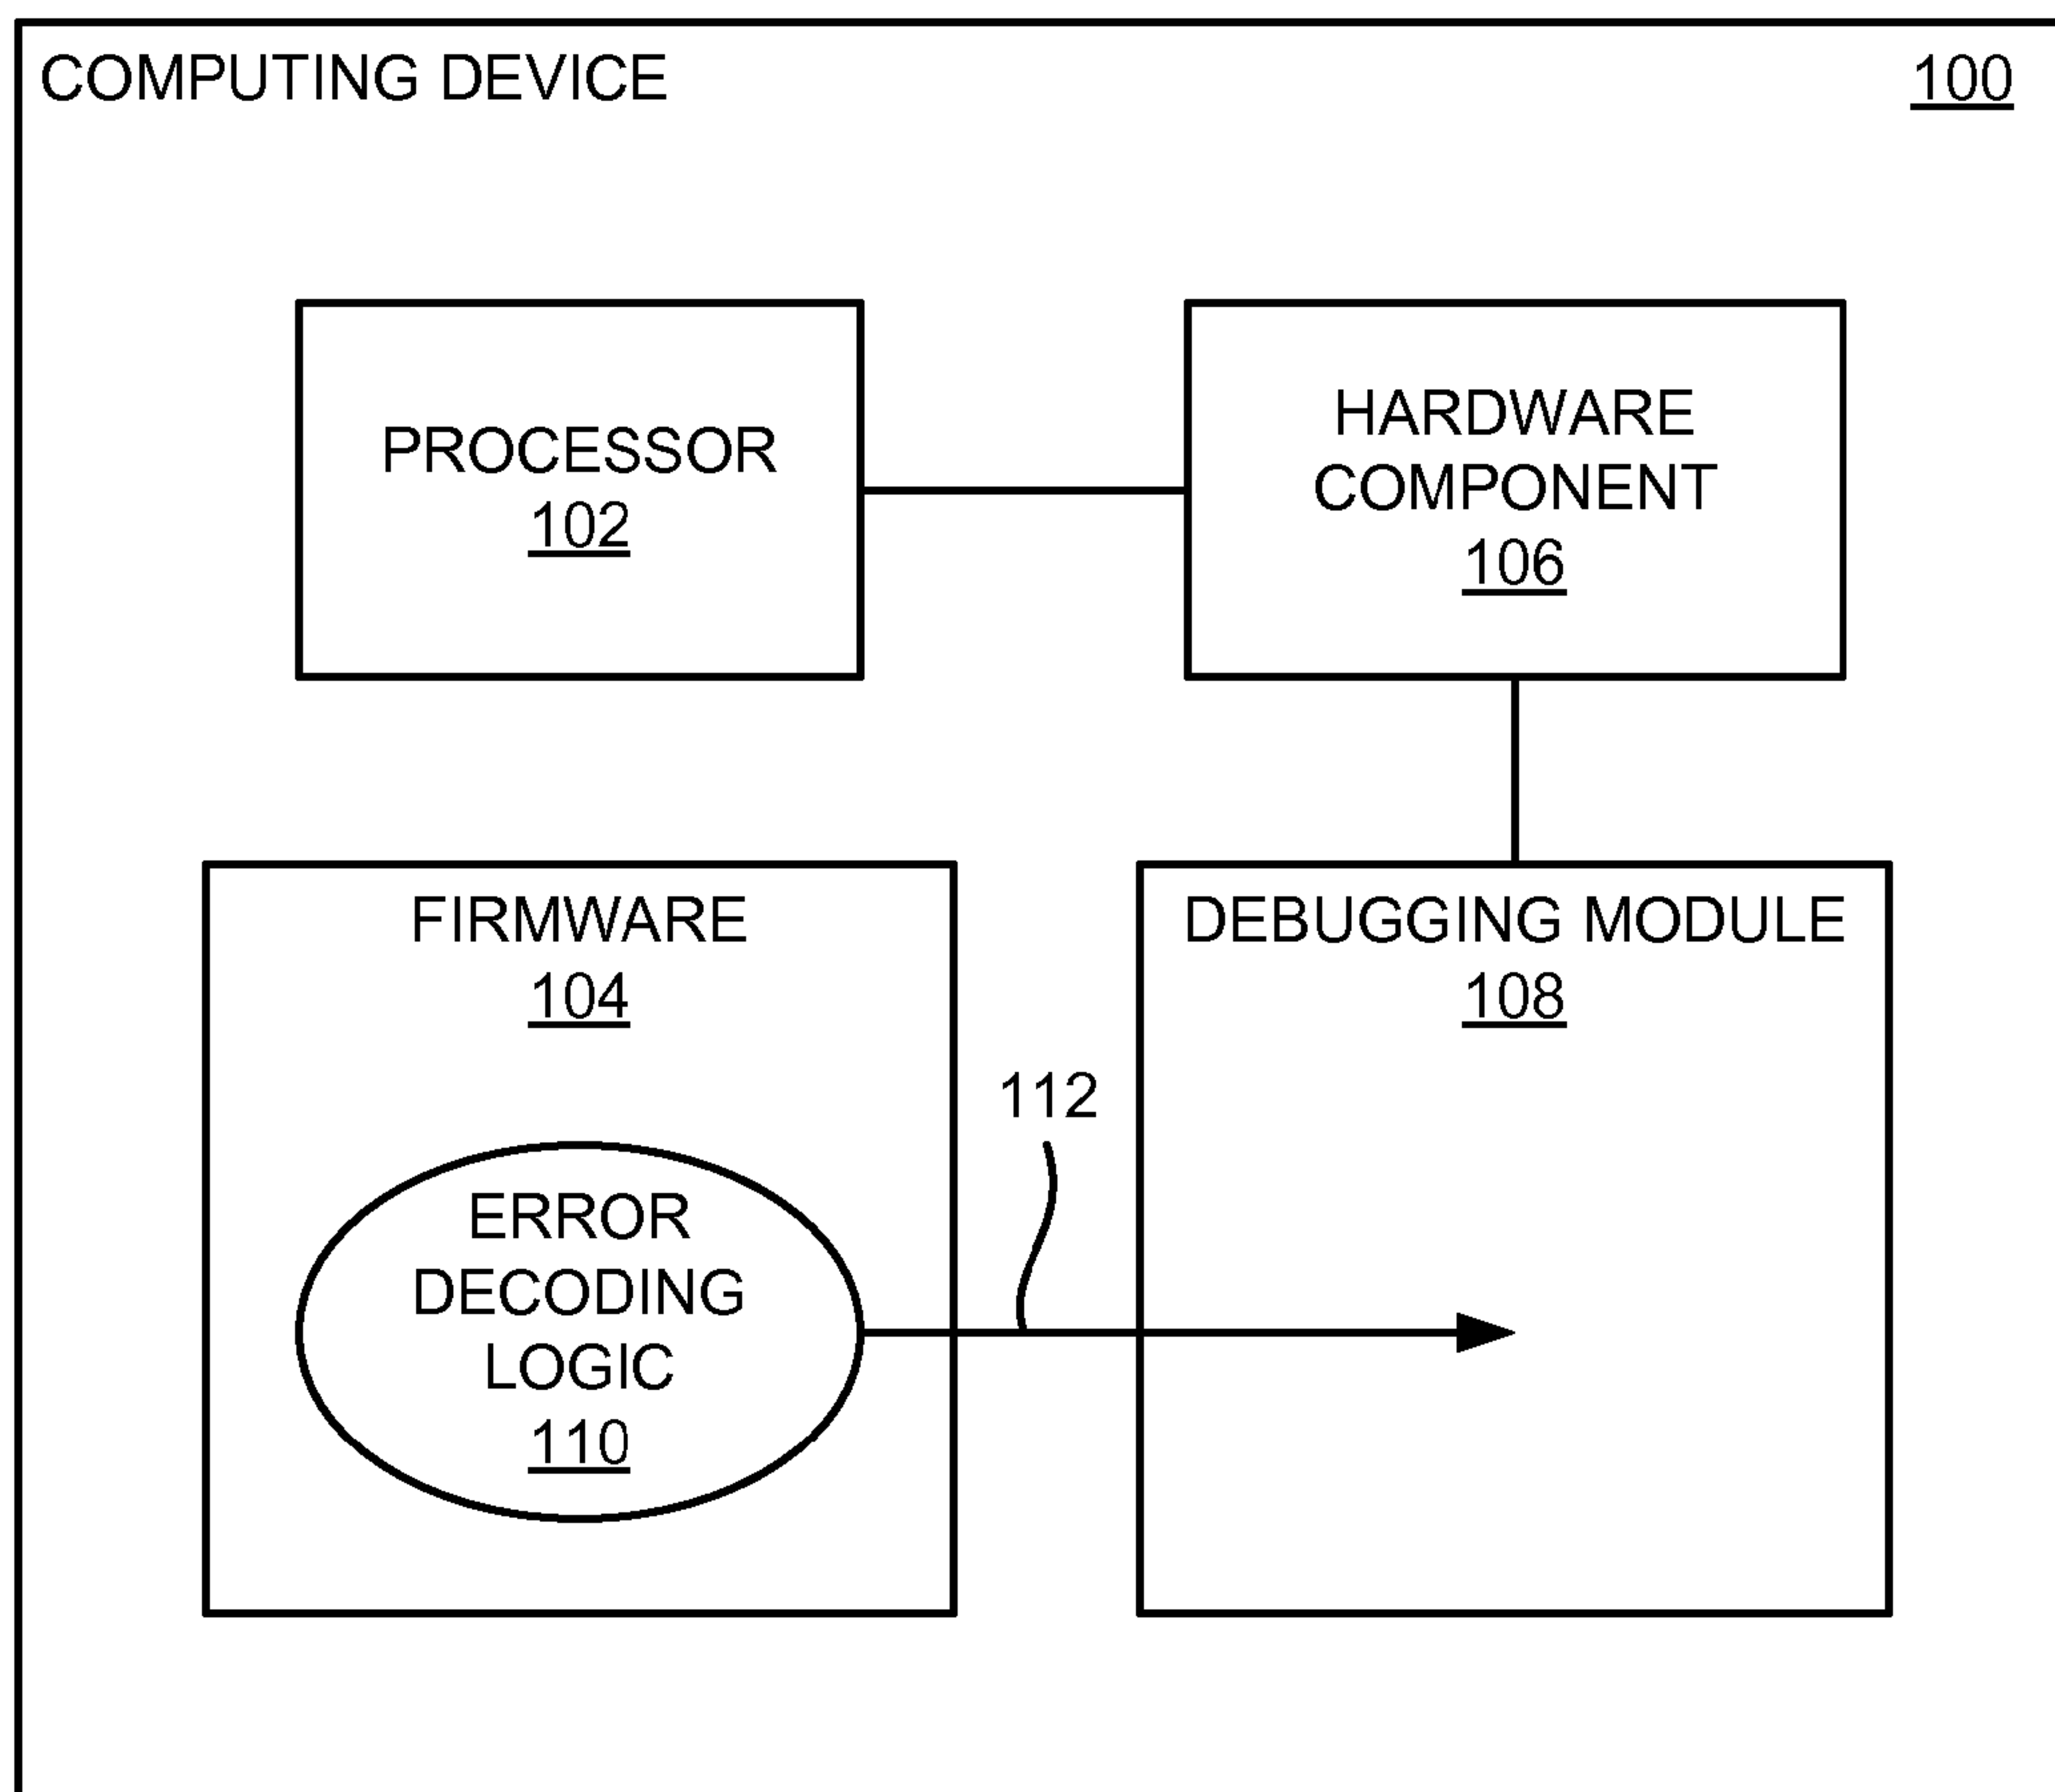 COMPUTING DEVICE
100
PROCESSOR
102
HARDWARE
COMPONENT
106
FIRMWARE
104
DEBUGGING MODULE
108
112
ERROR
DECODING
LOGIC
110